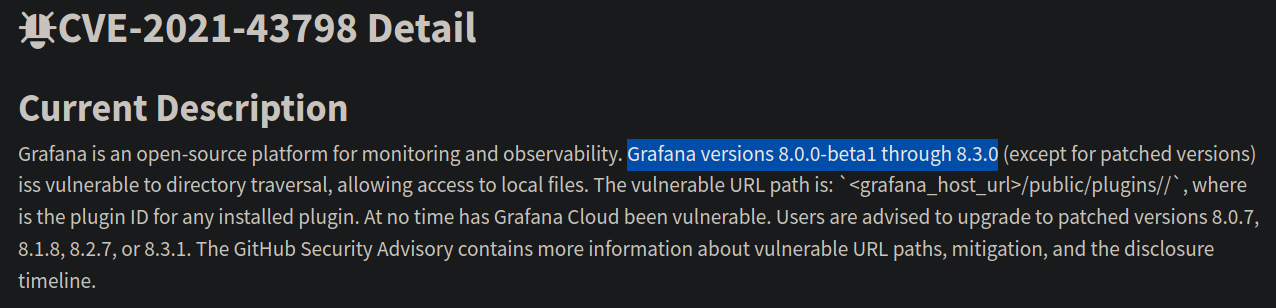 CVE-2021-43798 Detail
Current Description
Grafana is an open-source platform for monitoring and observability. Grafana versions 8.0.0-beta1 through 8.3.0 (except for patched versions)
iss vulnerable to directory traversal, allowing access to local files. The vulnerable URL path is: `<grafana_host_url>/public/plugins//`, where
is the plugin ID for any installed plugin. At no time has Grafana Cloud been vulnerable. Users are advised to upgrade to patched versions 8.0.7,
8.1.8, 8.2.7, or 8.3.1. The GitHub Security Advisory contains more information about vulnerable URL paths, mitigation, and the disclosure
timeline.